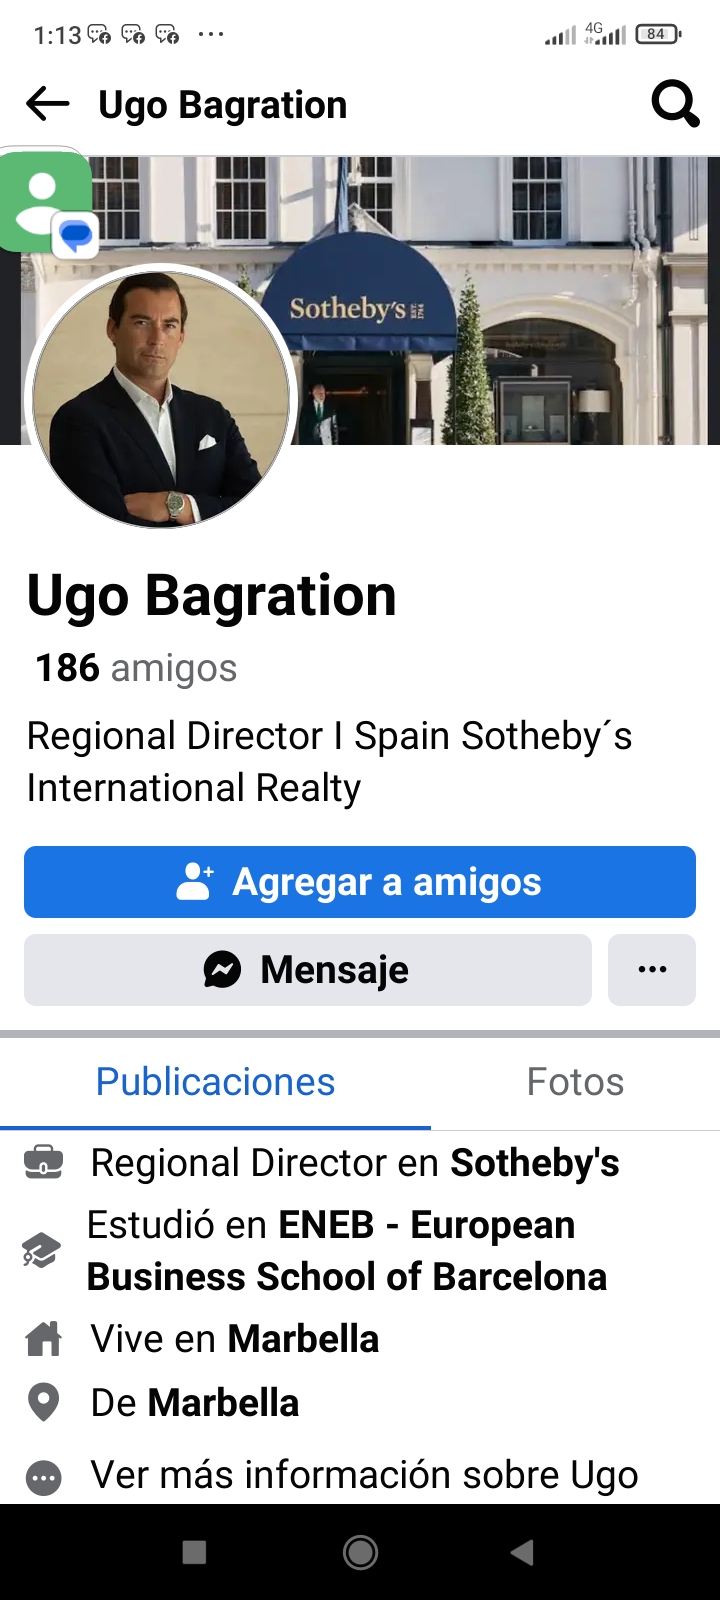 1:13
4G
84
Ugo Bagration
Sotheby's EST. 1744
Ugo Bagration
186 amigos
Regional Director I Spain Sotheby´s
International Realty
Agregar a amigos
Mensaje
Publicaciones
Fotos
Regional Director en Sotheby's
Estudió en ENEB - European
Business School of Barcelona
Vive en Marbella
De Marbella
Ver más información sobre Ugo